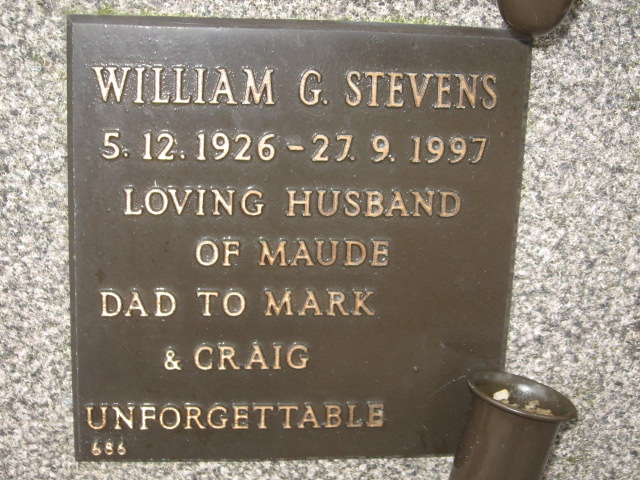 WILLIAM G. STEVENS
5. 12. 1926 - 27. 9. 1997
LOVING HUSBAND
OF MAUDE
DAD TO MARK
& CRAIG
UNFORGETTABLE
686